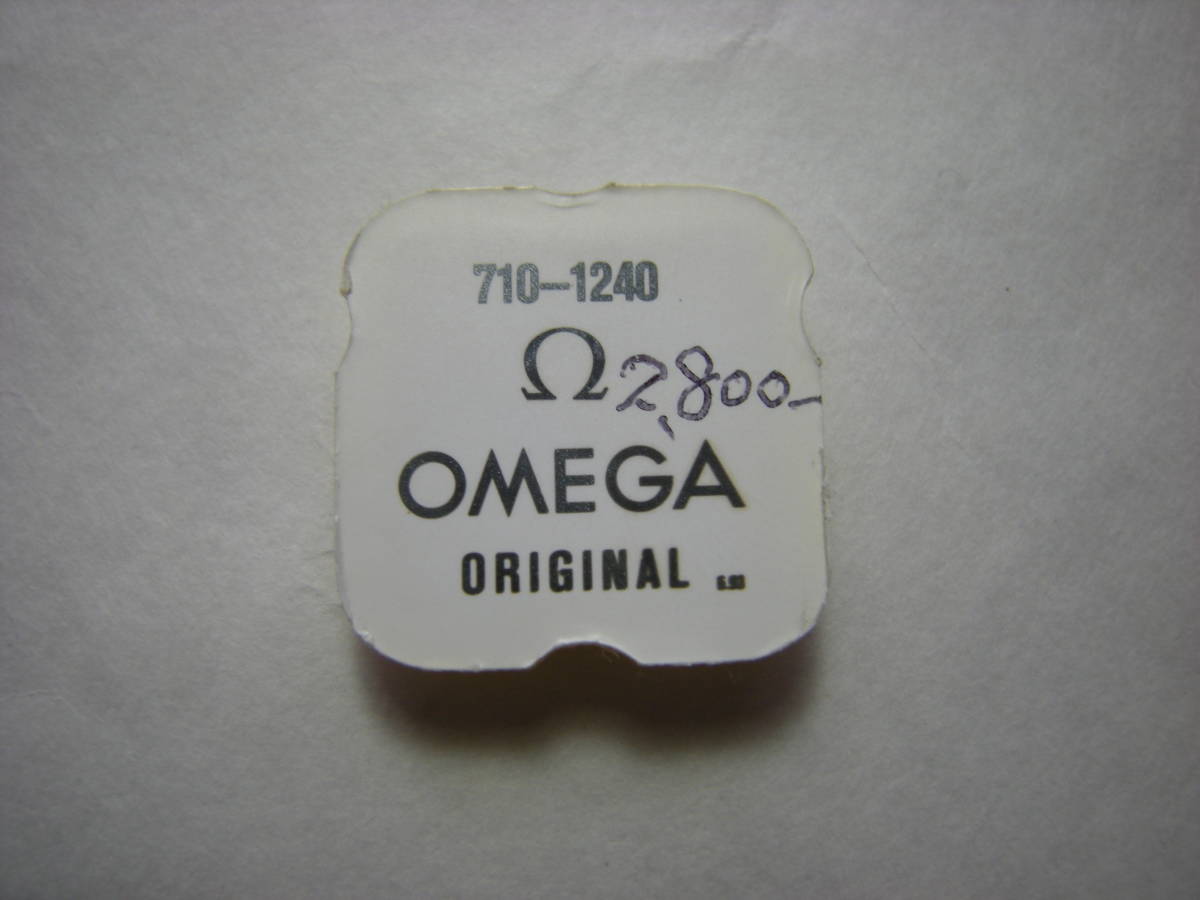 710–1240
Ω 2,800-
OMEGA
ORIGINAL